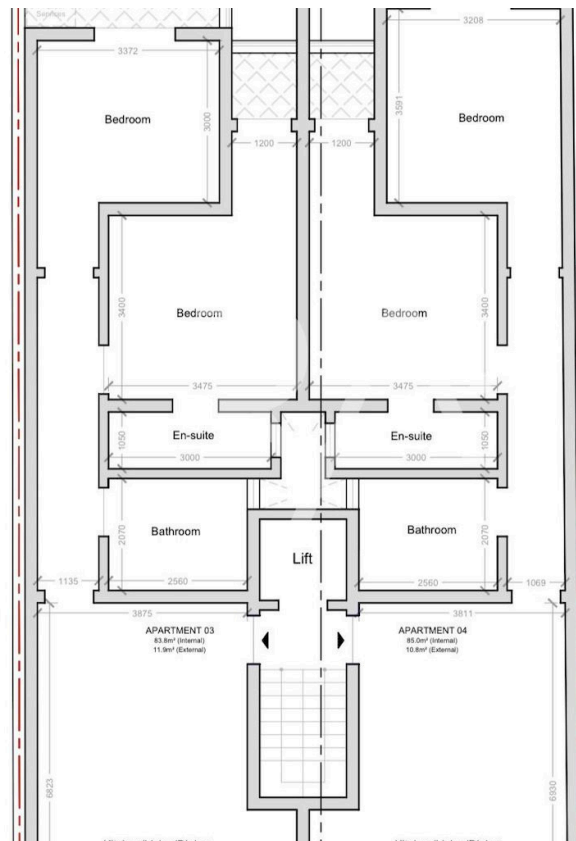 Services
3208
3372
Bedroom
Bedroom
3000
3591
1200
1200
3400
Bedroom
Bedroom
3400
3475
3475
1050
En-suite
En-suite
1050
3000
3000
2070
Bathroom
Bathroom
2070
Lift
1135
2560
2560
1069
3875
3811
APARTMENT 03
83.8m² (Internal)
11.9m² (External)
APARTMENT 04
85.0m² (Internal)
10.8m² (External)
6823
6930